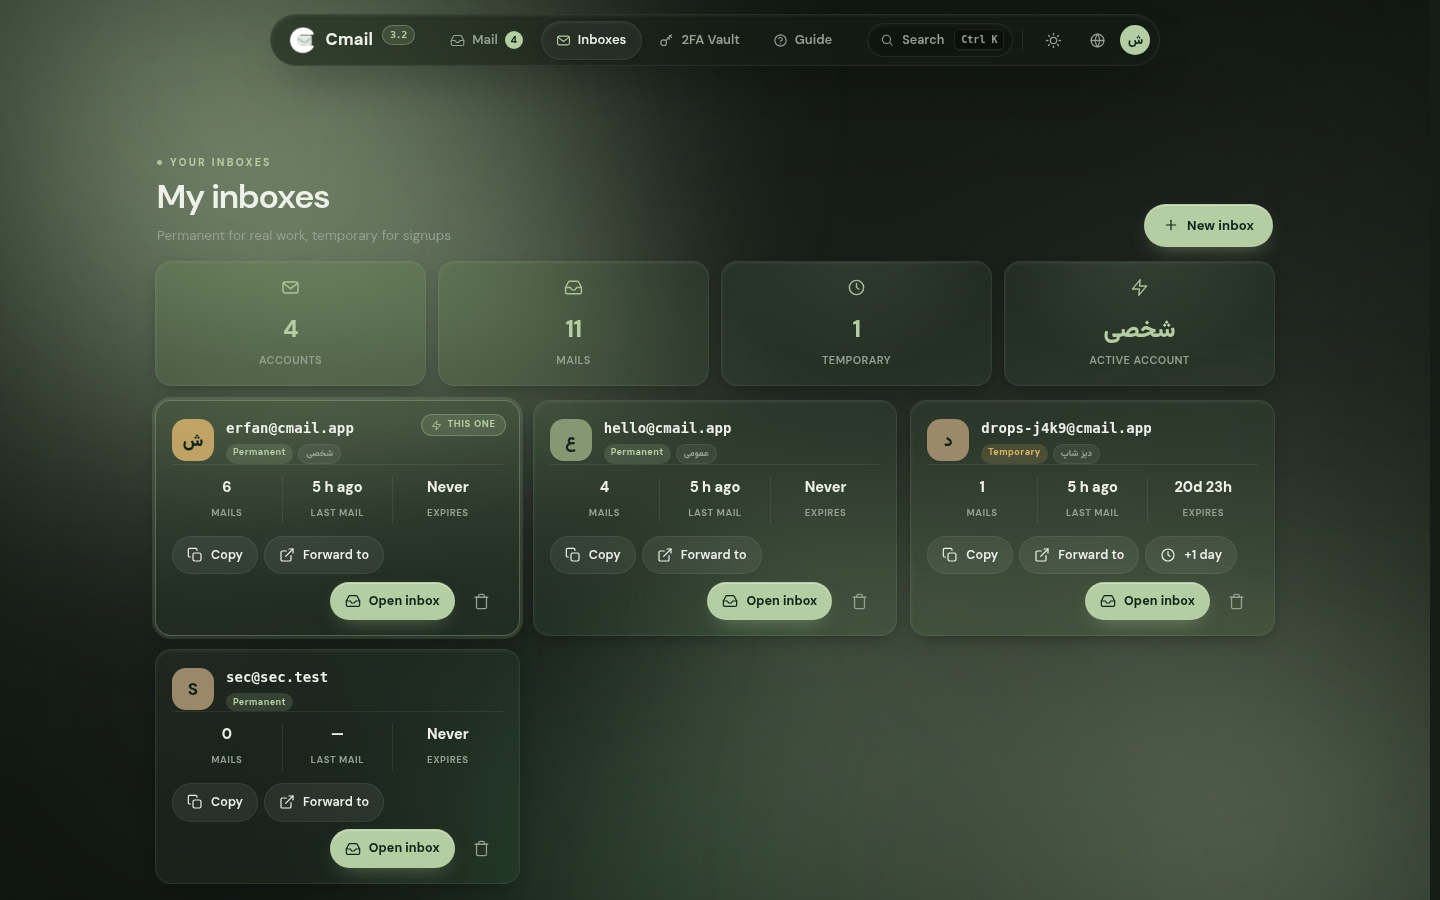 Cmail 3.2 Mail 4 Inboxes 2FA Vault Guide Search Ctrl K ش
YOUR INBOXES
My inboxes
Permanent for real work, temporary for signups
New inbox
4
ACCOUNTS
11
MAILS
1
TEMPORARY
شخصی
ACTIVE ACCOUNT
ش
erfan@cmail.app
THIS ONE
Permanent شخصی
6 5 h ago Never
MAILS LAST MAIL EXPIRES
Copy Forward to
Open inbox
ع
hello@cmail.app
Permanent عمومی
4 5 h ago Never
MAILS LAST MAIL EXPIRES
Copy Forward to
Open inbox
د
drops-j4k9@cmail.app
Temporary دیز شاپ
1 5 h ago 20d 23h
MAILS LAST MAIL EXPIRES
Copy Forward to +1 day
Open inbox
S
sec@sec.test
Permanent
0 — Never
MAILS LAST MAIL EXPIRES
Copy Forward to
Open inbox